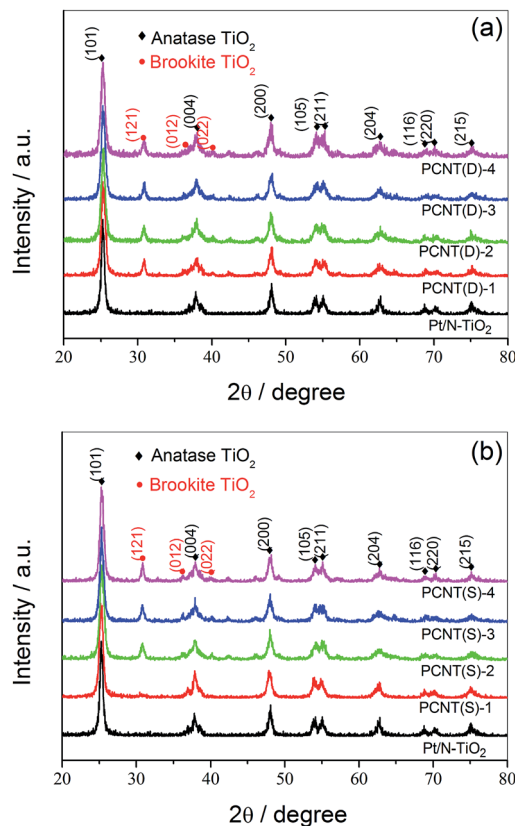 (a)
(101)
◆ Anatase TiO₂
● Brookite TiO₂
(121)
(012)
(004)
(022)
(200)
(105)
(211)
(204)
(116)
(220)
(215)
PCNT(D)-4
PCNT(D)-3
PCNT(D)-2
PCNT(D)-1
Pt/N-TiO₂
Intensity / a.u.
20 30 40 50 60 70 80
2θ / degree
(b)
(101)
◆ Anatase TiO₂
● Brookite TiO₂
(121)
(012)
(004)
(022)
(200)
(105)
(211)
(204)
(116)
(220)
(215)
PCNT(S)-4
PCNT(S)-3
PCNT(S)-2
PCNT(S)-1
Pt/N-TiO₂
Intensity / a.u.
20 30 40 50 60 70 80
2θ / degree